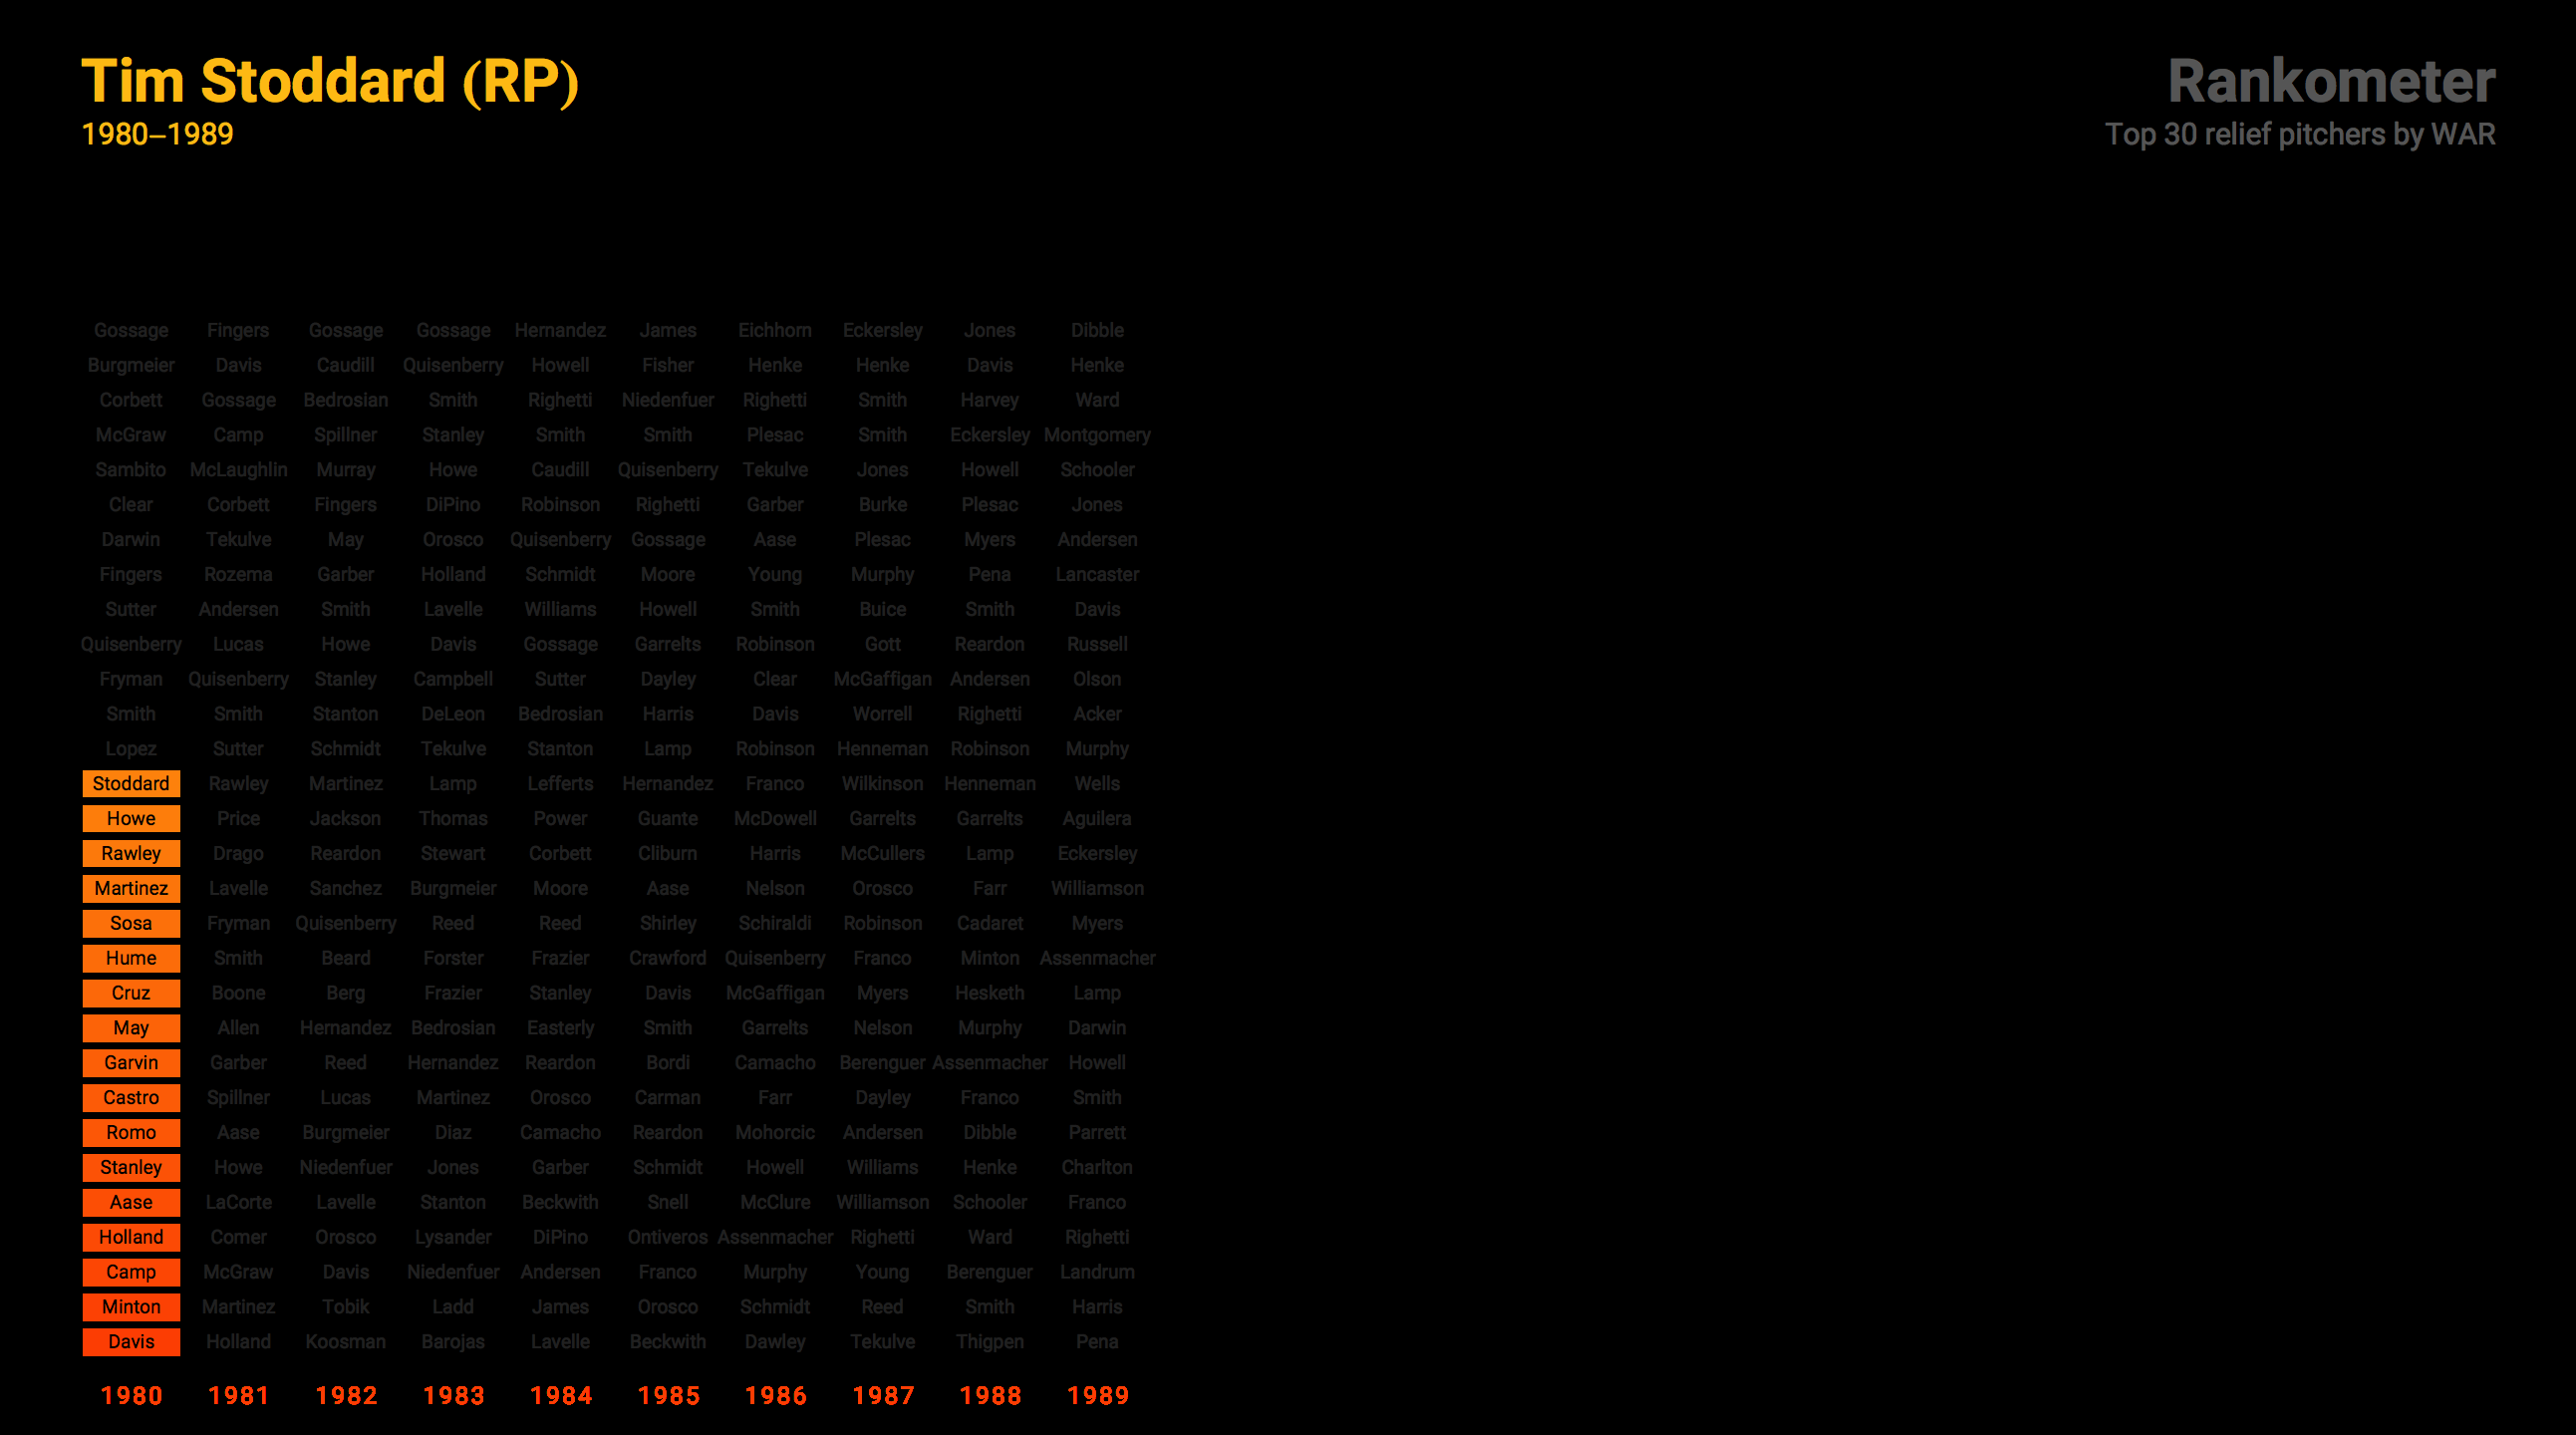 Tim Stoddard (RP)
1980–1989
Rankometer
Top 30 relief pitchers by WAR
Gossage Fingers Gossage Gossage Hernandez James Eichhorn Eckersley Jones Dibble
Burgmeier Davis Caudill Quisenberry Howell Fisher Henke Henke Davis Henke
Corbett Gossage Bedrosian Smith Righetti Niedenfuer Righetti Smith Harvey Ward
McGraw Camp Spillner Stanley Smith Smith Plesac Smith Eckersley Montgomery
Sambito McLaughlin Murray Howe Caudill Quisenberry Tekulve Jones Howell Schooler
Clear Corbett Fingers DiPino Robinson Righetti Garber Burke Plesac Jones
Darwin Tekulve May Orosco Quisenberry Gossage Aase Plesac Myers Andersen
Fingers Rozema Garber Holland Schmidt Moore Young Murphy Pena Lancaster
Sutter Andersen Smith Lavelle Williams Howell Smith Buice Smith Davis
Quisenberry Lucas Howe Davis Gossage Garrelts Robinson Gott Reardon Russell
Fryman Quisenberry Stanley Campbell Sutter Dayley Clear McGaffigan Andersen Olson
Smith Smith Stanton DeLeon Bedrosian Harris Davis Worrell Righetti Acker
Lopez Sutter Schmidt Tekulve Stanton Lamp Robinson Henneman Robinson Murphy
Stoddard Rawley Martinez Lamp Lefferts Hernandez Franco Wilkinson Henneman Wells
Howe Price Jackson Thomas Power Guante McDowell Garrelts Garrelts Aguilera
Rawley Drago Reardon Stewart Corbett Cliburn Harris McCullers Lamp Eckersley
Martinez Lavelle Sanchez Burgmeier Moore Aase Nelson Orosco Farr Williamson
Sosa Fryman Quisenberry Reed Reed Shirley Schiraldi Robinson Cadaret Myers
Hume Smith Beard Forster Frazier Crawford Quisenberry Franco Minton Assenmacher
Cruz Boone Berg Frazier Stanley Davis McGaffigan Myers Hesketh Lamp
May Allen Hernandez Bedrosian Easterly Smith Garrelts Nelson Murphy Darwin
Garvin Garber Reed Hernandez Reardon Bordi Camacho Berenguer Assenmacher Howell
Castro Spillner Lucas Martinez Orosco Carman Farr Dayley Franco Smith
Romo Aase Burgmeier Diaz Camacho Reardon Mohorcic Andersen Dibble Parrett
Stanley Howe Niedenfuer Jones Garber Schmidt Howell Williams Henke Charlton
Aase LaCorte Lavelle Stanton Beckwith Snell McClure Williamson Schooler Franco
Holland Comer Orosco Lysander DiPino Ontiveros Assenmacher Righetti Ward Righetti
Camp McGraw Davis Niedenfuer Andersen Franco Murphy Young Berenguer Landrum
Minton Martinez Tobik Ladd James Orosco Schmidt Reed Smith Harris
Davis Holland Koosman Barojas Lavelle Beckwith Dawley Tekulve Thigpen Pena
1980 1981 1982 1983 1984 1985 1986 1987 1988 1989